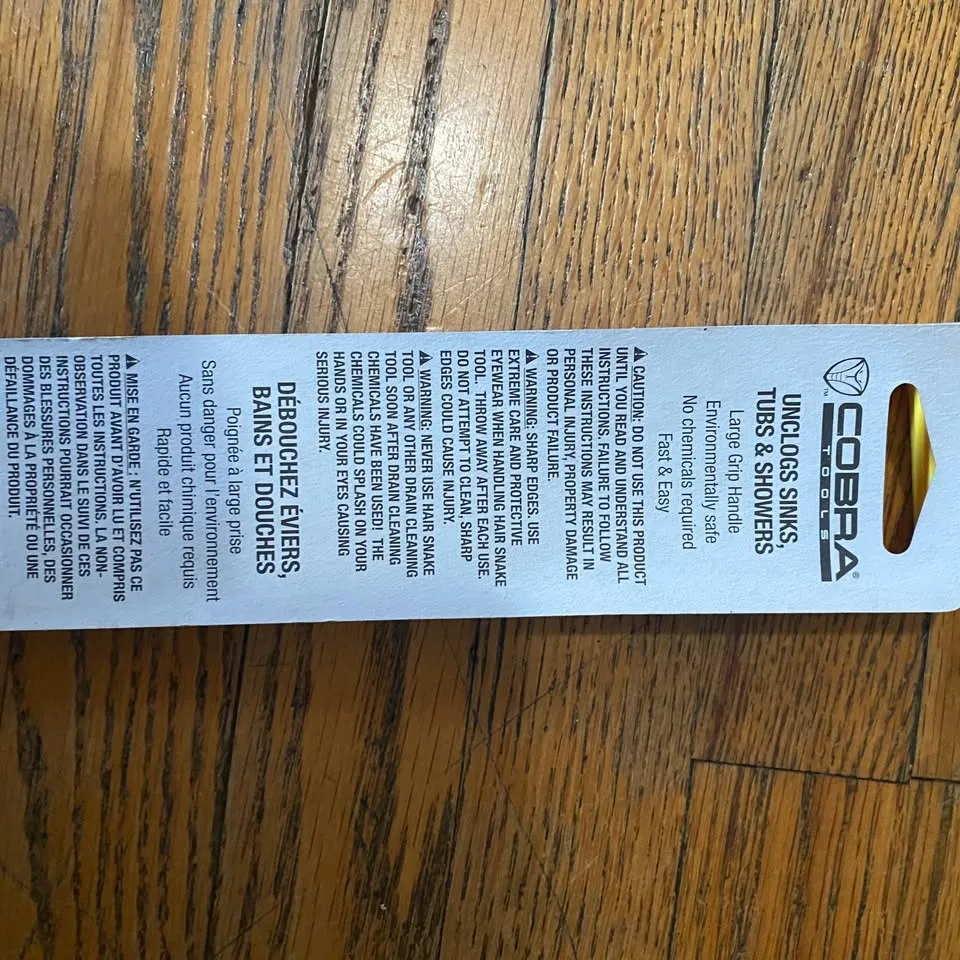 COBRA®
TOOLS™
UNCLOGS SINKS,
TUBS & SHOWERS
Large Grip Handle
Environmentally safe
No chemicals required
Fast & Easy
⚠ CAUTION: DO NOT USE THIS PRODUCT
UNTIL YOU READ AND UNDERSTAND ALL
INSTRUCTIONS. FAILURE TO FOLLOW
THESE INSTRUCTIONS MAY RESULT IN
PERSONAL INJURY, PROPERTY DAMAGE
OR PRODUCT FAILURE.
⚠ WARNING: SHARP EDGES. USE
EXTREME CARE AND PROTECTIVE
EYEWEAR WHEN HANDLING HAIR SNAKE
TOOL. THROW AWAY AFTER EACH USE.
DO NOT ATTEMPT TO CLEAN, SHARP
EDGES COULD CAUSE INJURY.
⚠ WARNING: NEVER USE HAIR SNAKE
TOOL OR ANY OTHER DRAIN CLEANING
TOOL SOON AFTER DRAIN CLEANING
CHEMICALS HAVE BEEN USED! THE
CHEMICALS COULD SPLASH ON YOUR
HANDS OR IN YOUR EYES CAUSING
SERIOUS INJURY.
DÉBOUCHEZ ÉVIERS,
BAINS ET DOUCHES
Poignée à large prise
Sans danger pour l'environnement
Aucun produit chimique requis
Rapide et facile
⚠ MISE EN GARDE : N'UTILISEZ PAS CE
PRODUIT AVANT D'AVOIR LU ET COMPRIS
TOUTES LES INSTRUCTIONS. LA NON-
OBSERVATION DANS LE SUIVI DE CES
INSTRUCTIONS POURRAIT OCCASIONNER
DES BLESSURES PERSONNELLES, DES
DOMMAGES À LA PROPRIÉTÉ OU UNE
DÉFAILLANCE DU PRODUIT.